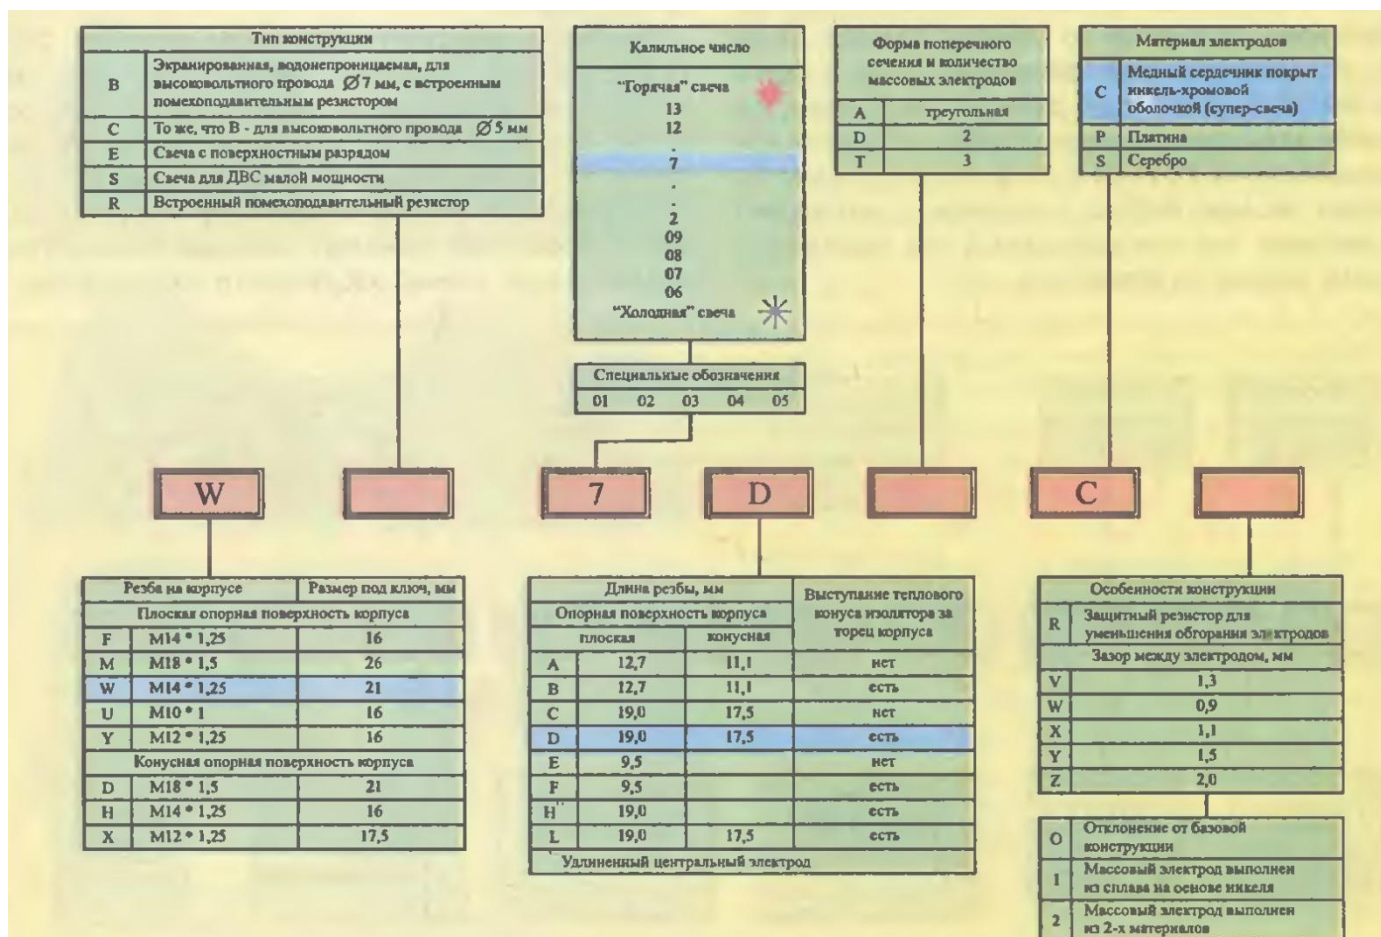 Тип конструкции
B Экранированная, водонепроницаемая, для
высоковольтного провода Ø 7 мм, с встроенным
помехоподавительным резистором
C То же, что B - для высоковольтного провода Ø 5 мм
E Свеча с поверхностным разрядом
S Свеча для ДВС малой мощности
R Встроенный помехоподавительный резистор
Калильное число
“Горячая” свеча
13
12
.
7
.
.
2
09
08
07
06
“Холодная” свеча
Специальные обозначения
01 02 03 04 05
Форма поперечного
сечения и количество
массовых электродов
A треугольная
D 2
T 3
Материал электродов
C Медный сердечник покрыт
никель-хромовой
оболочкой (супер-свеча)
P Платина
S Серебро
W 7 D C
Резба на корпусе Размер под ключ, мм
Плоская опорная поверхность корпуса
F M14 * 1,25 16
M M18 * 1,5 26
W M14 * 1,25 21
U M10 * 1 16
Y M12 * 1,25 16
Конусная опорная поверхность корпуса
D M18 * 1,5 21
H M14 * 1,25 16
X M12 * 1,25 17,5
Длина резбы, мм
Опорная поверхность корпуса
плоская конусная
Выступание теплового
конуса изолятора за
торец корпуса
A 12,7 11,1 нет
B 12,7 11,1 есть
C 19,0 17,5 нет
D 19,0 17,5 есть
E 9,5 нет
F 9,5 есть
H 19,0 есть
L 19,0 17,5 есть
Удлиненный центральный электрод
Особенности конструкции
R Защитный резистор для
уменьшения обгорания электродов
Зазор между электродом, мм
V 1,3
W 0,9
X 1,1
Y 1,5
Z 2,0
O Отклонение от базовой
конструкции
1 Массовый электрод выполнен
из сплава на основе никеля
2 Массовый электрод выполнен
из 2-х материалов